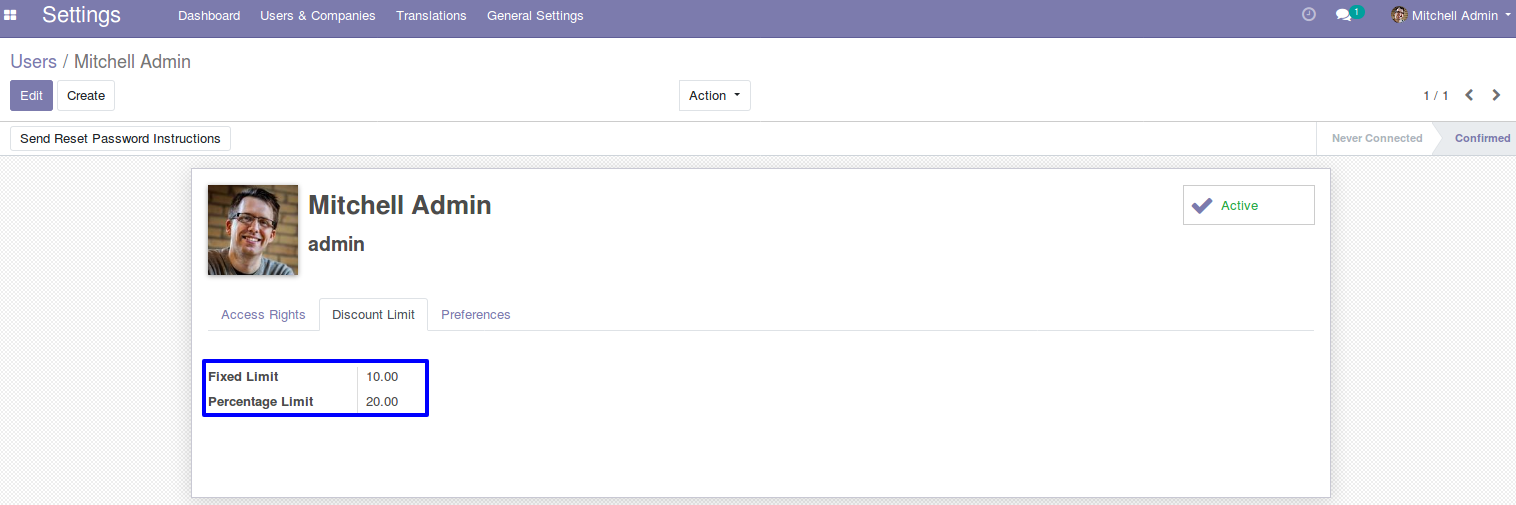 Settings Dashboard Users & Companies Translations General Settings 1 Mitchell Admin
Users / Mitchell Admin
Edit Create Action 1 / 1
Send Reset Password Instructions Never Connected Confirmed
Mitchell Admin Active
admin
Access Rights Discount Limit Preferences
Fixed Limit 10.00
Percentage Limit 20.00